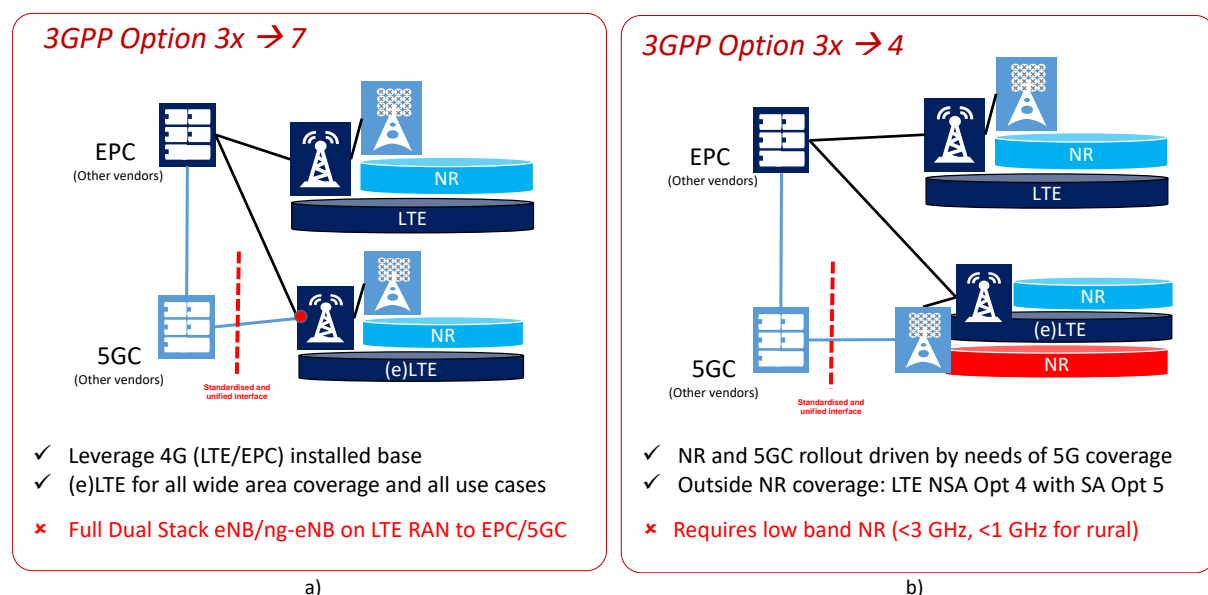 3GPP Option 3x → 7
EPC
(Other vendors)
NR
LTE
5GC
(Other vendors)
Standardised and
unified interface
NR
(e)LTE
✓ Leverage 4G (LTE/EPC) installed base
✓ (e)LTE for all wide area coverage and all use cases
✘ Full Dual Stack eNB/ng-eNB on LTE RAN to EPC/5GC
a)
3GPP Option 3x → 4
EPC
(Other vendors)
NR
LTE
5GC
(Other vendors)
Standardised and
unified interface
NR
(e)LTE
NR
✓ NR and 5GC rollout driven by needs of 5G coverage
✓ Outside NR coverage: LTE NSA Opt 4 with SA Opt 5
✘ Requires low band NR (<3 GHz, <1 GHz for rural)
b)